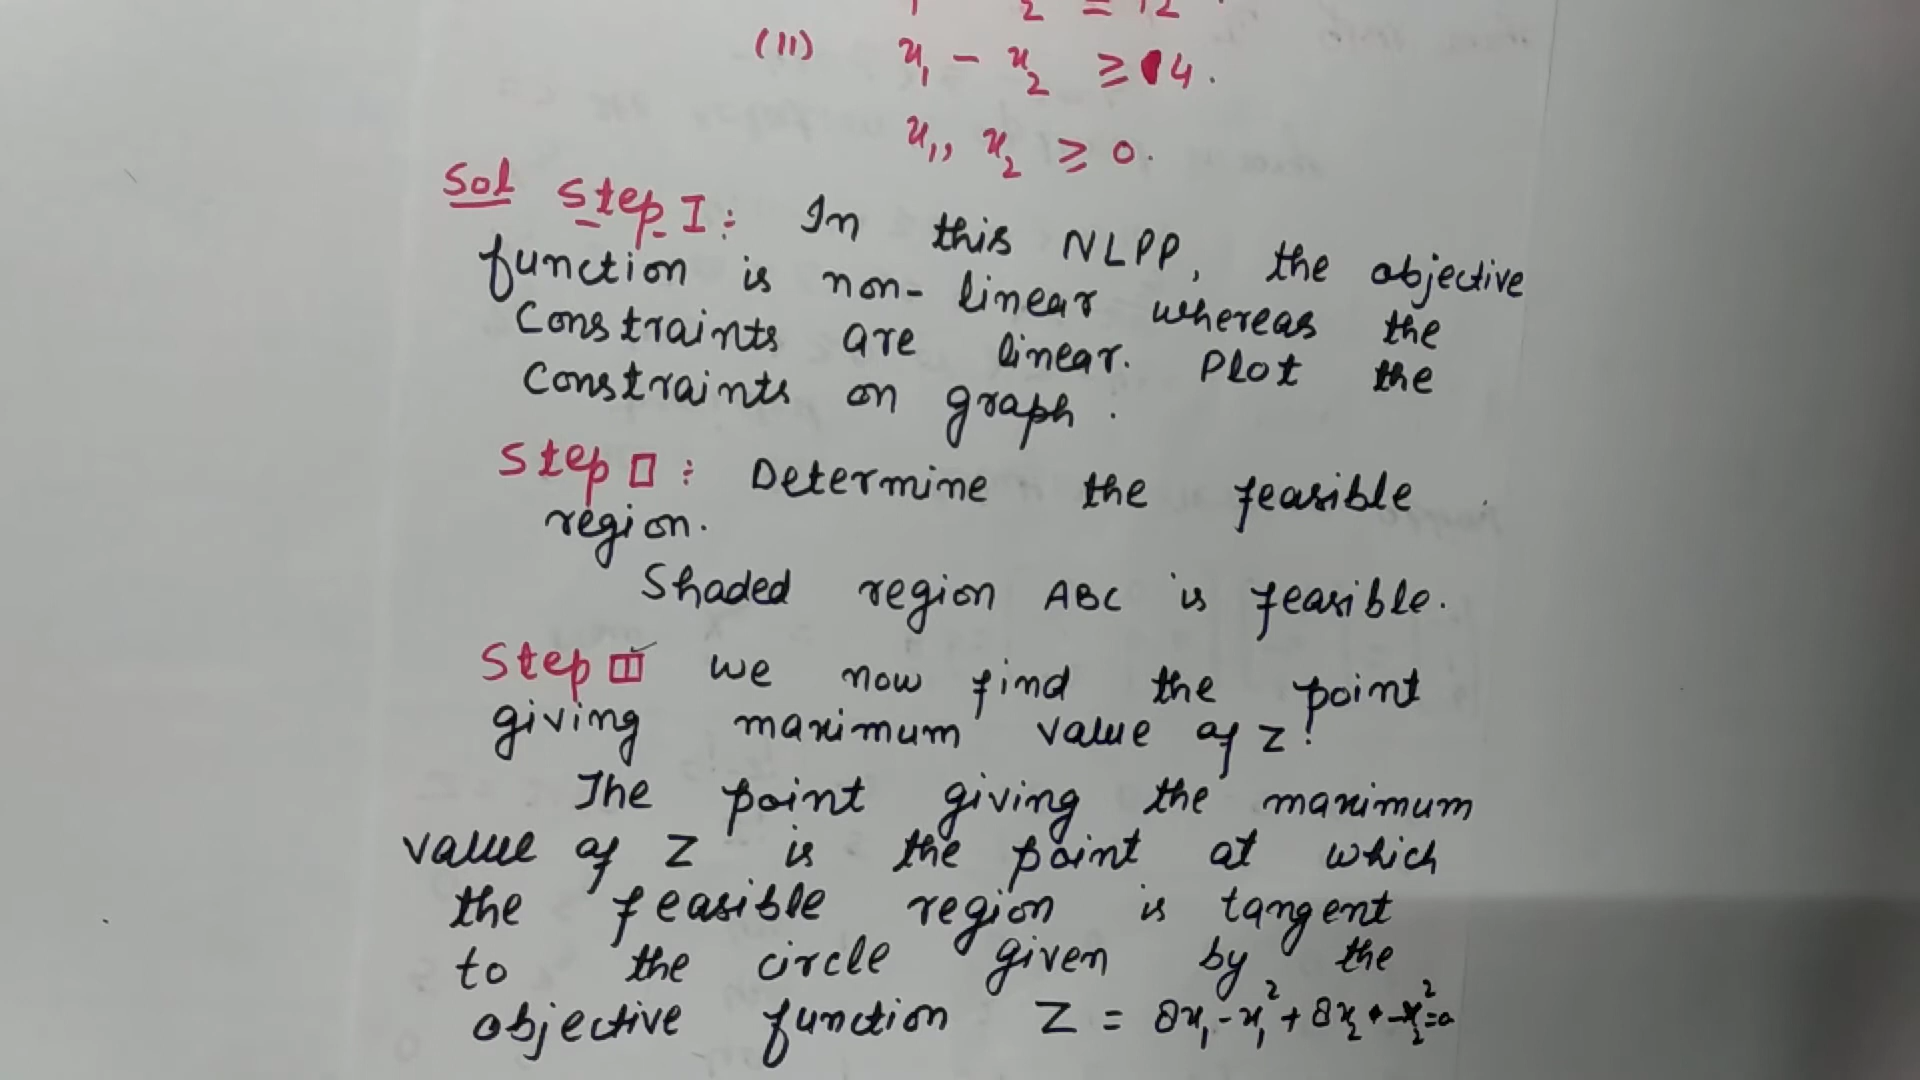 2 = 12
(II) x₁ - x₂ ≥ 4.
x₁, x₂ ≥ 0.
Sol Step I: In this NLPP, the objective
function is non-linear whereas the
Constraints are linear. Plot the
Constraints on graph.
Step II: Determine the feasible
region.
Shaded region ABC is feasible.
Step III we now find the point
giving maximum value of Z.
The point giving the maximum
value of Z is the point at which
the feasible region is tangent
to the circle given by the
objective function Z = 8x₁-x₁²+8x₂-x₂²=0